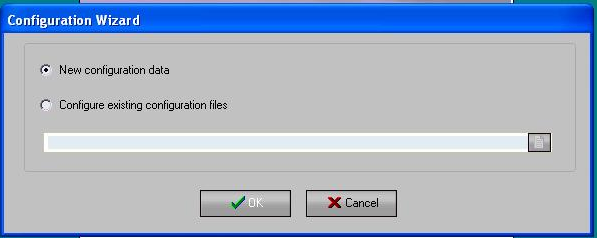 Configuration Wizard
New configuration data
Configure existing configuration files
OK
Cancel